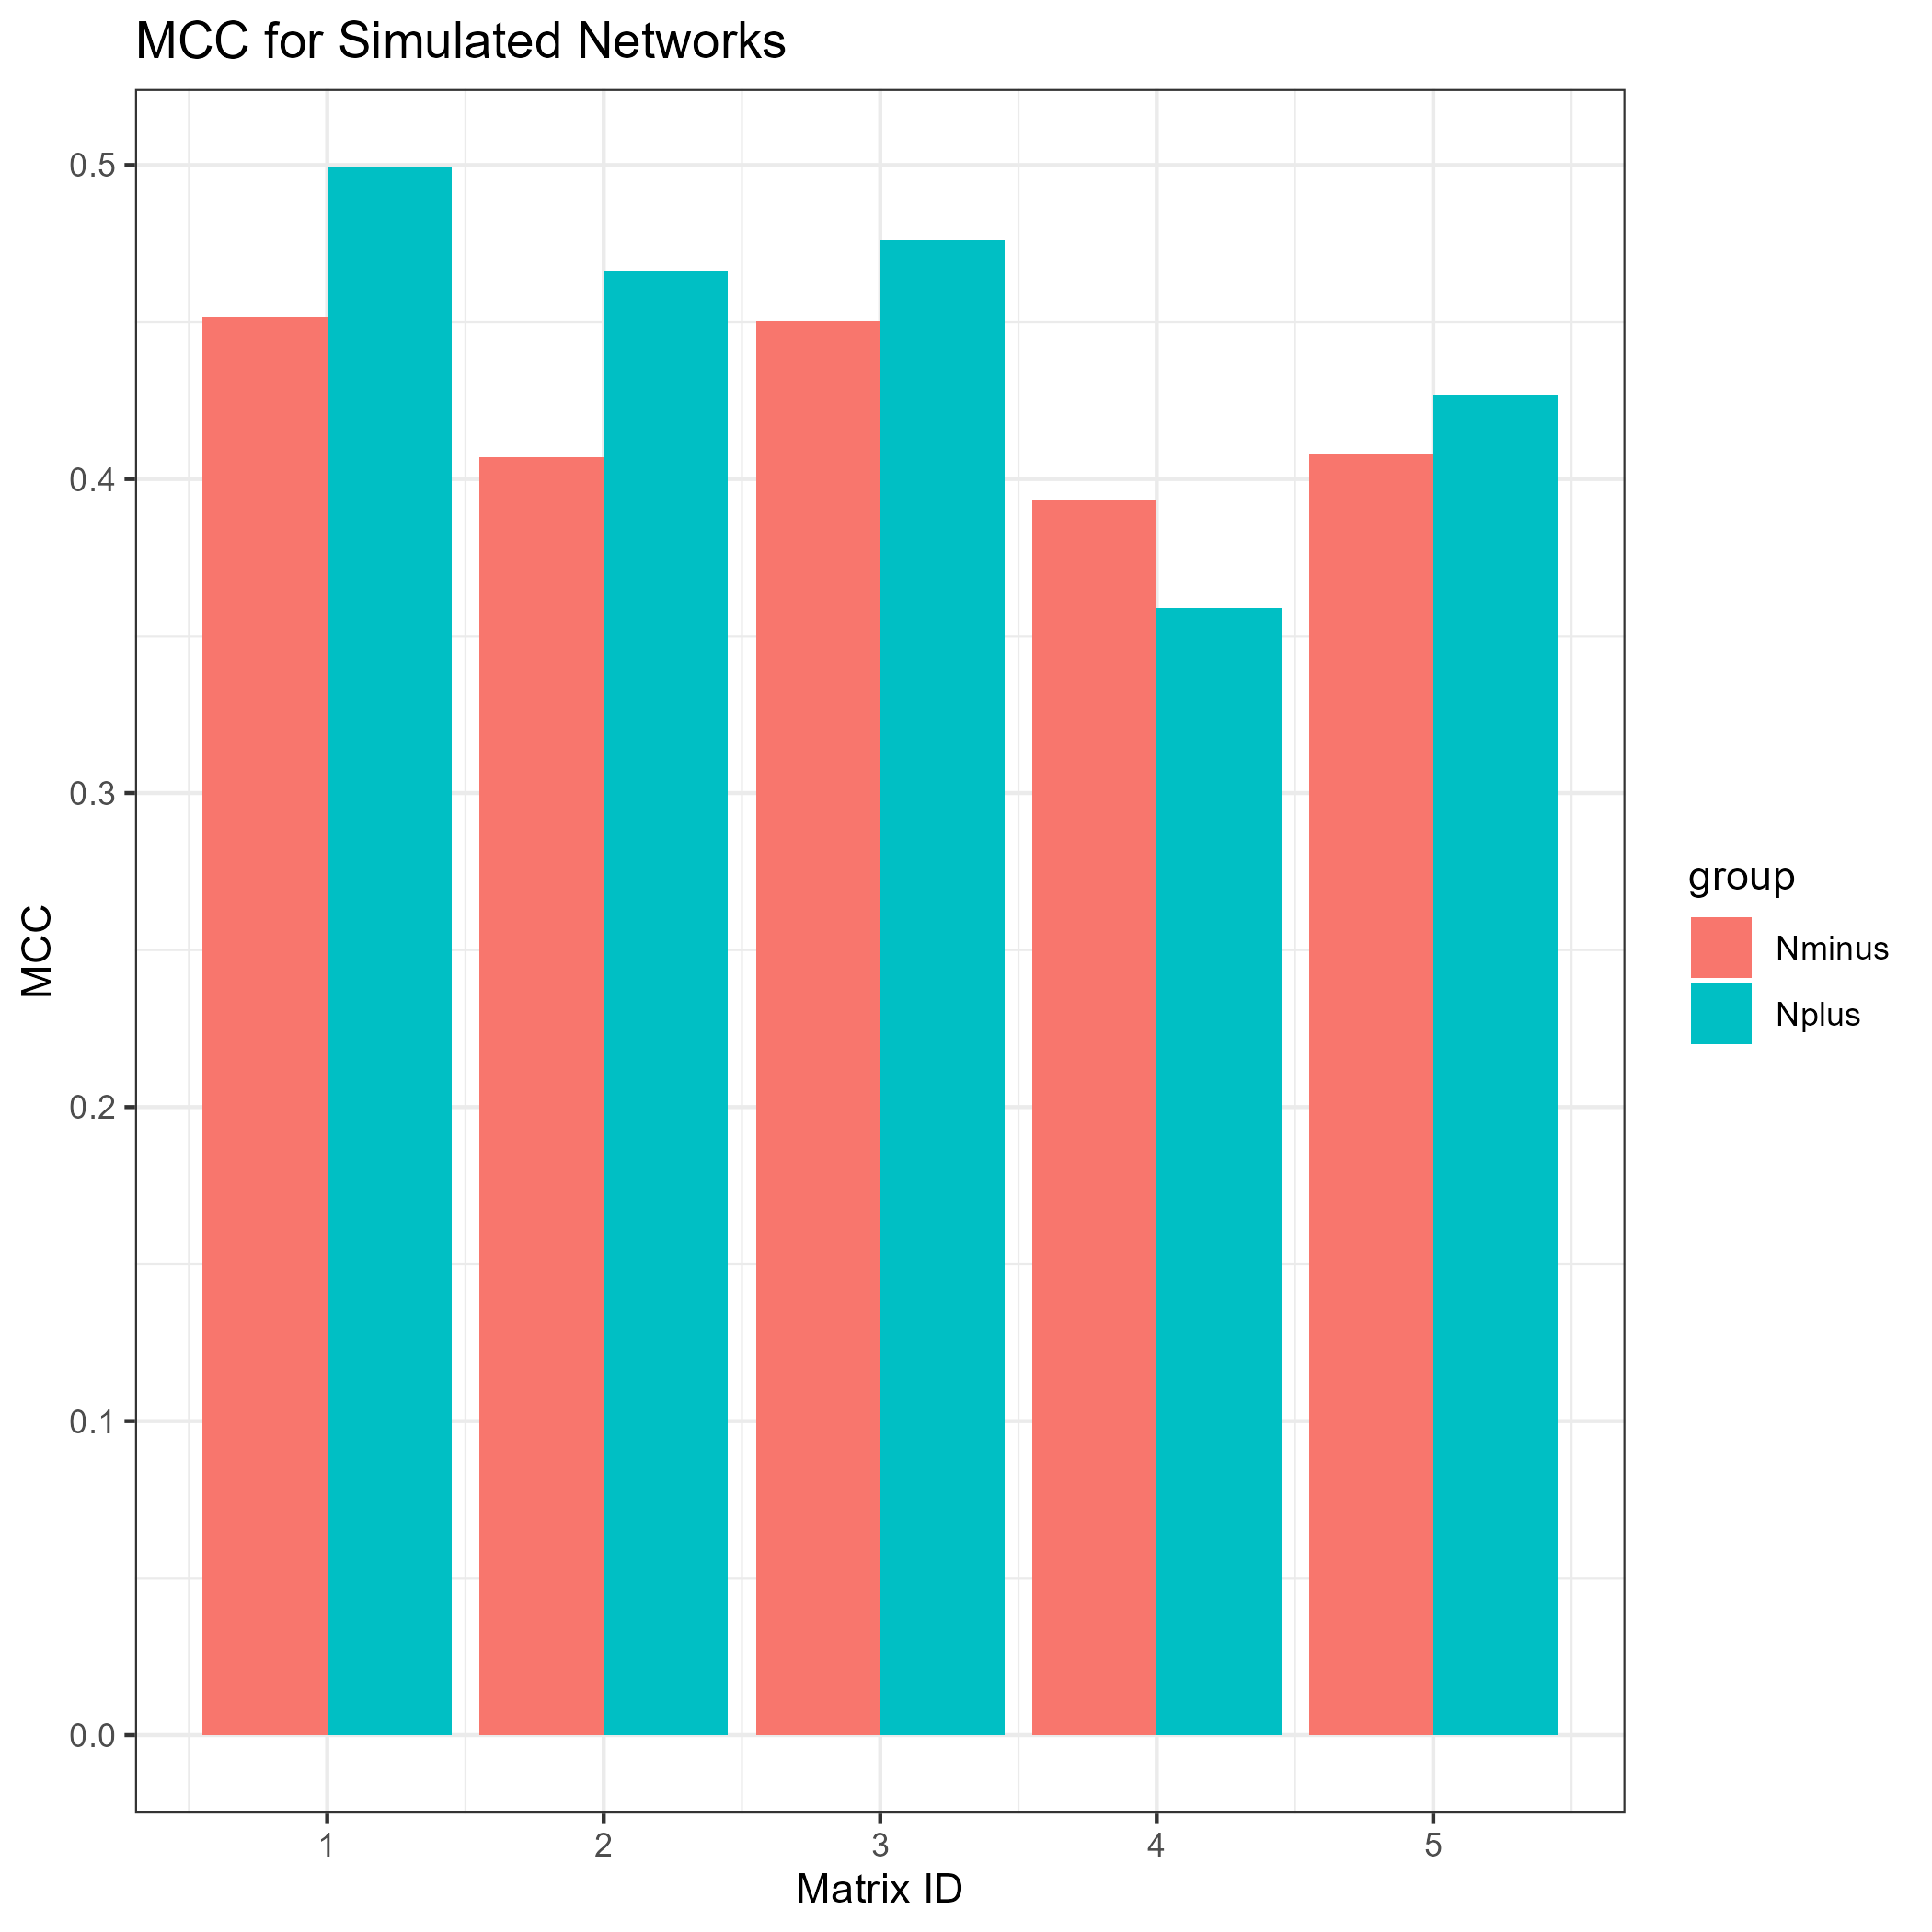 MCC for Simulated Networks
0.5
0.4
0.3
0.2
0.1
0.0
MCC
1 2 3 4 5
Matrix ID
group
Nminus
Nplus